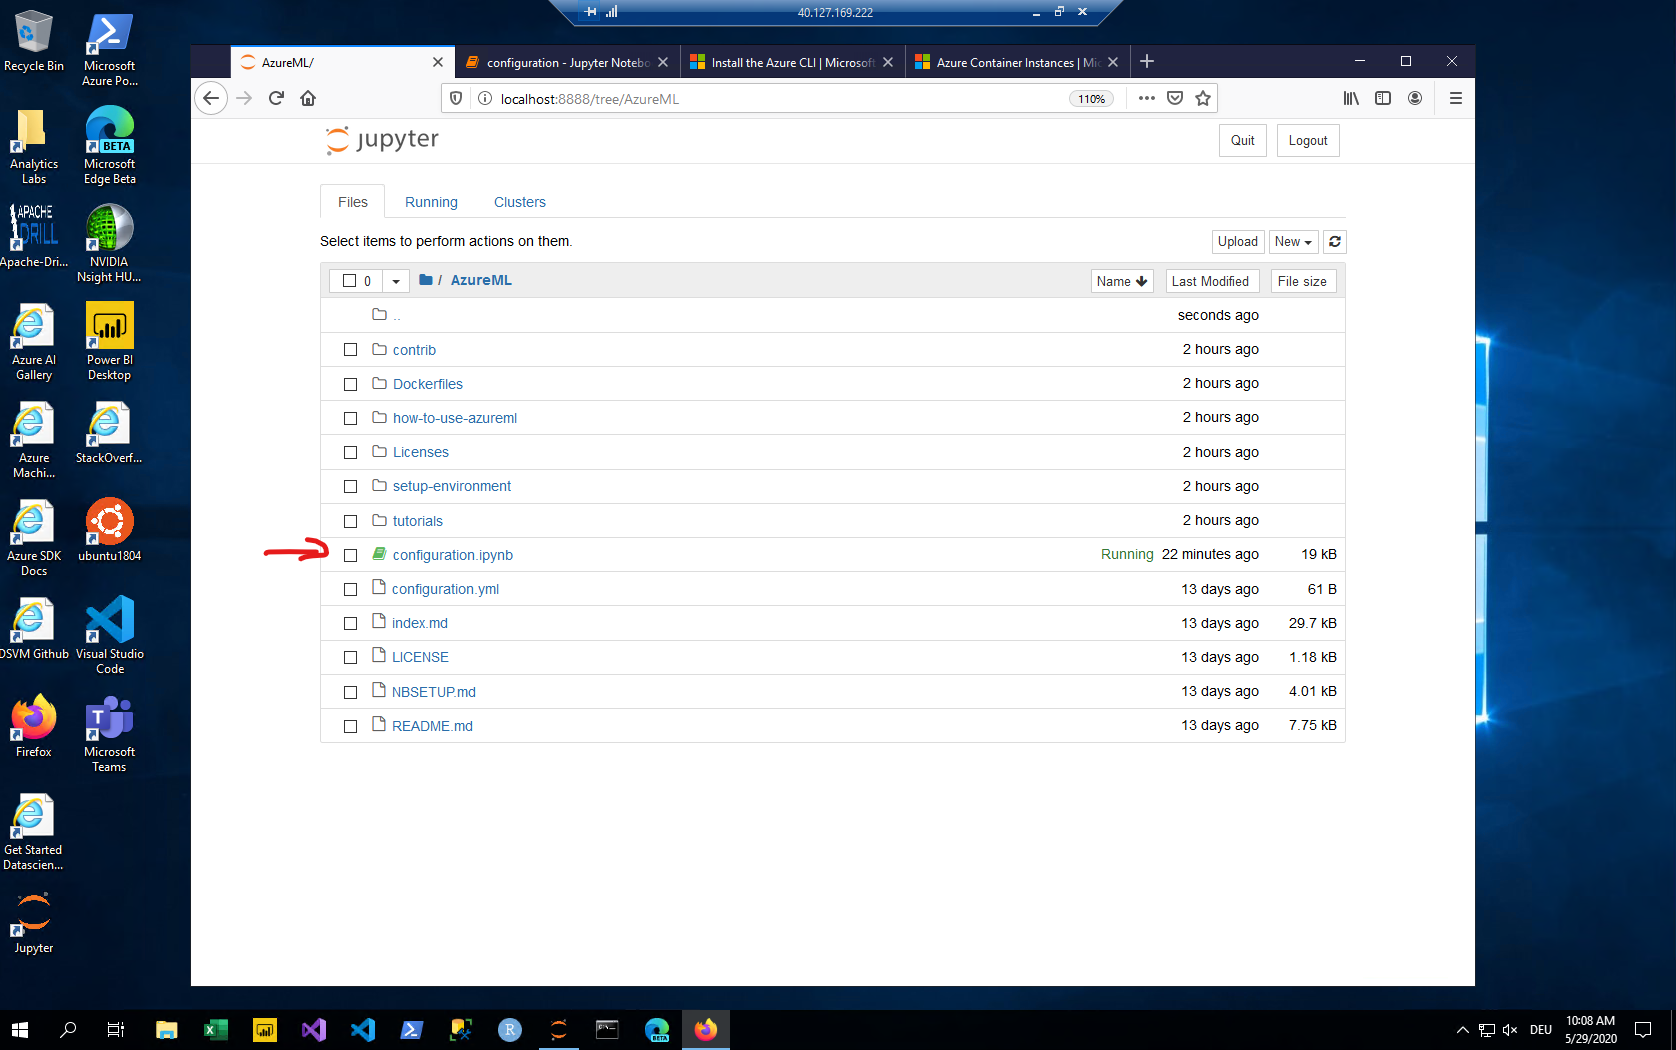 40.127.169.222
Recycle Bin
Microsoft
Azure Po...
Analytics
Labs
BETA
Microsoft
Edge Beta
APACHE
DRILL
Apache-Dri...
NVIDIA
Nsight HU...
Azure AI
Gallery
Power BI
Desktop
Azure
Machi...
StackOverf...
Azure SDK
Docs
ubuntu1804
DSVM Github
Visual Studio
Code
Firefox
Microsoft
Teams
Get Started
Datascien...
Jupyter
AzureML/
configuration - Jupyter Notebo
Install the Azure CLI | Microsoft
Azure Container Instances | Mic
localhost:8888/tree/AzureML
110%
jupyter
Quit
Logout
Files
Running
Clusters
Select items to perform actions on them.
Upload
New
0
/ AzureML
Name
Last Modified
File size
..
seconds ago
contrib
2 hours ago
Dockerfiles
2 hours ago
how-to-use-azureml
2 hours ago
Licenses
2 hours ago
setup-environment
2 hours ago
tutorials
2 hours ago
configuration.ipynb
Running 22 minutes ago 19 kB
configuration.yml
13 days ago 61 B
index.md
13 days ago 29.7 kB
LICENSE
13 days ago 1.18 kB
NBSETUP.md
13 days ago 4.01 kB
README.md
13 days ago 7.75 kB
R
BETA
DEU
10:08 AM
5/29/2020